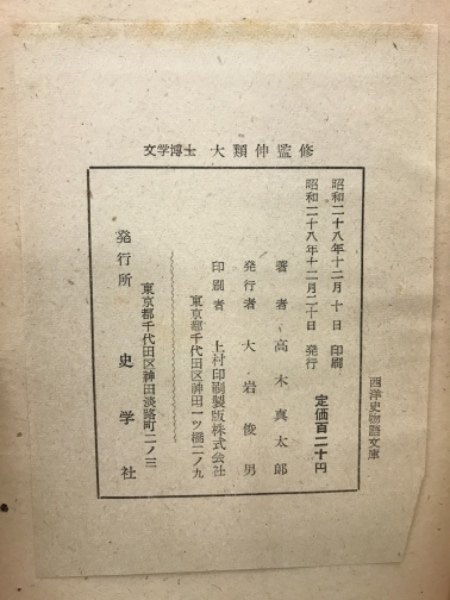 西洋史物語文庫
文学博士 大類伸監修
昭和二十八年十二月十日 印刷
昭和二十八年十二月二十日 発行
定価百二十円
著者 高木真太郎
発行者 大岩俊男
印刷者 上村印刷製版株式会社
東京都千代田区神田一ツ橋二ノ九
発行所 史学社
東京都千代田区神田淡路町二ノ三